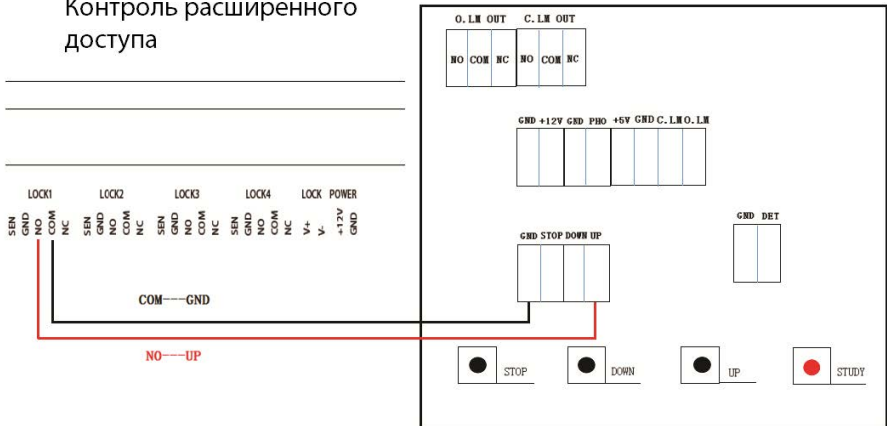 Контроль расширенного
доступа
O.LM OUT C.LM OUT
NO COM NC NO COM NC
GND +12V GND PHO +5V GND C.LM O.LM
LOCK1 LOCK2 LOCK3 LOCK4 LOCK POWER
SEN GND NO COM NC SEN GND NO COM NC SEN GND NO COM NC SEN GND NO COM NC V+ V- +12V GND
GND DET
GND STOP DOWN UP
COM---GND
NO---UP
STOP DOWN UP STUDY